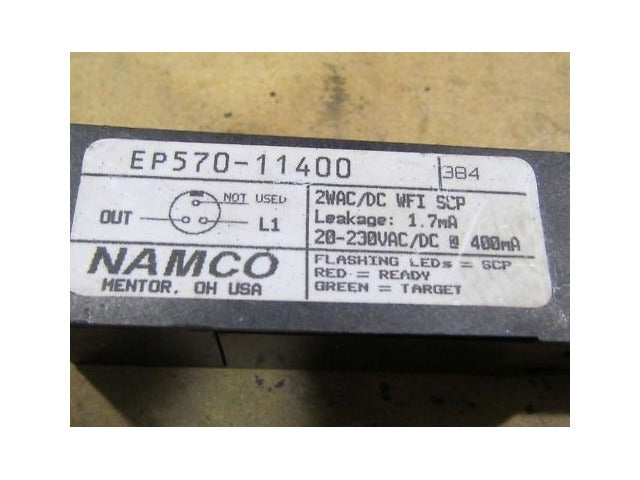 EP570-11400
384
NOT USED
OUT
L1
2WAC/DC WFI SCP
Leakage: 1.7mA
20-230VAC/DC @ 400mA
NAMCO
MENTOR, OH USA
FLASHING LEDs = SCP
RED = READY
GREEN = TARGET